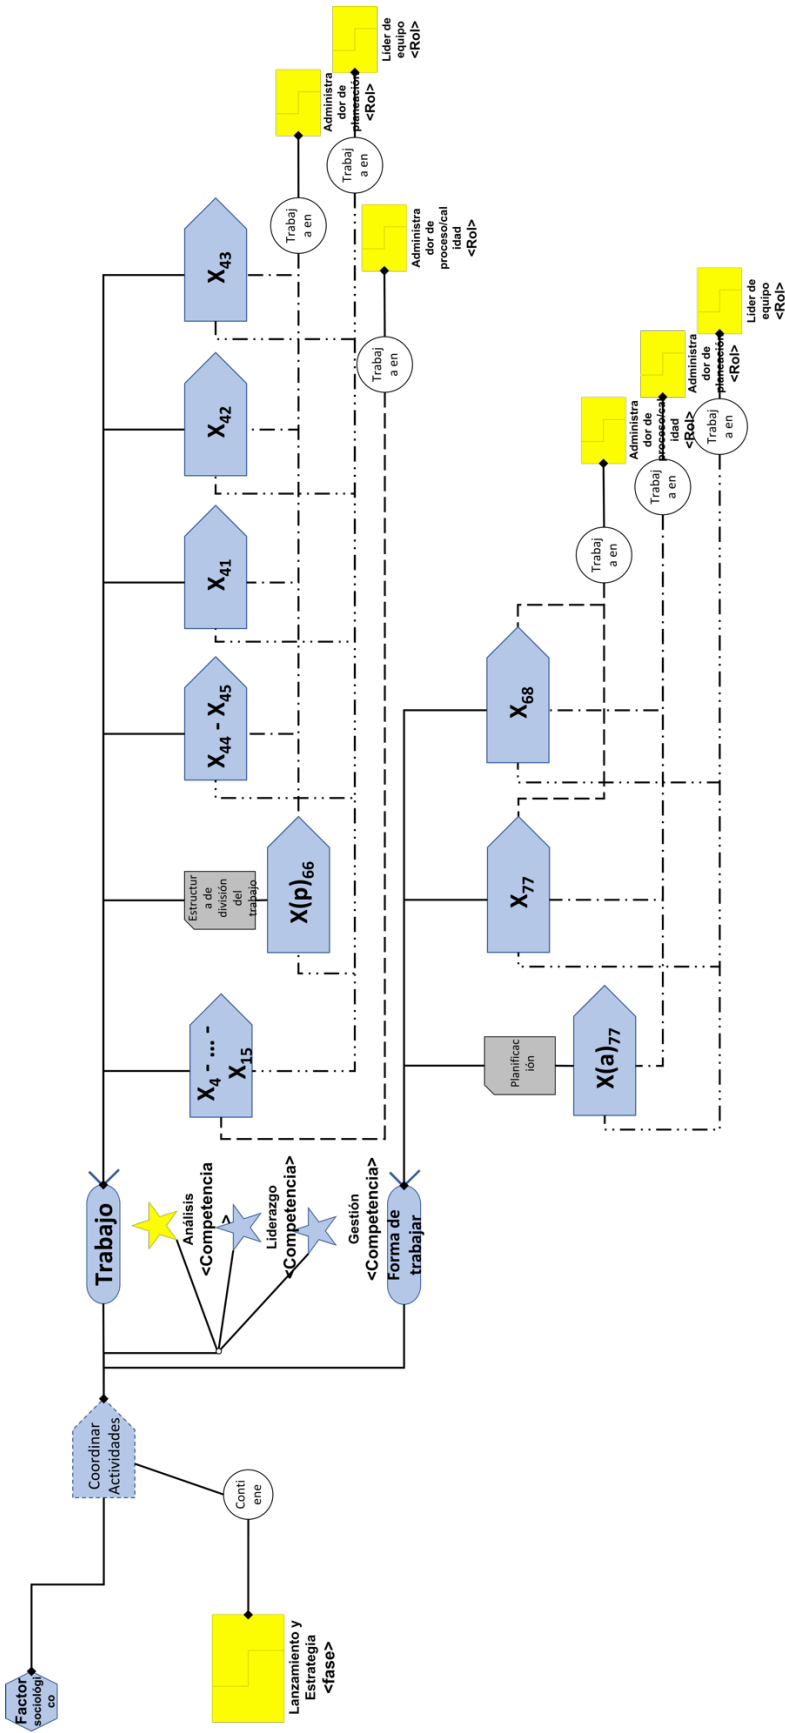 Factor
sociológi
co
Coordinar
Actividades
Conti
ene
Lanzamiento y
Estrategia
<fase>
Trabajo
Análisis
<Competencia
>
Liderazgo
<Competencia>
Gestión
<Competencia>
Forma de
trabajar
X4 - ... -
X15
Estructur
a de
división
del
trabajo
X(p)66
X44 - X45
X41
X42
X43
Trabaj
a en
Administra
dor de
planeación
<Rol>
Trabaj
a en
Líder de
equipo
<Rol>
Trabaj
a en
Administra
dor de
proceso/cal
idad
<Rol>
Planificac
ión
X(a)77
X77
X68
Trabaj
a en
Administra
dor de
proceso/cal
idad
<Rol>
Trabaj
a en
Administra
dor de
planeación
<Rol>
Trabaj
a en
Líder de
equipo
<Rol>